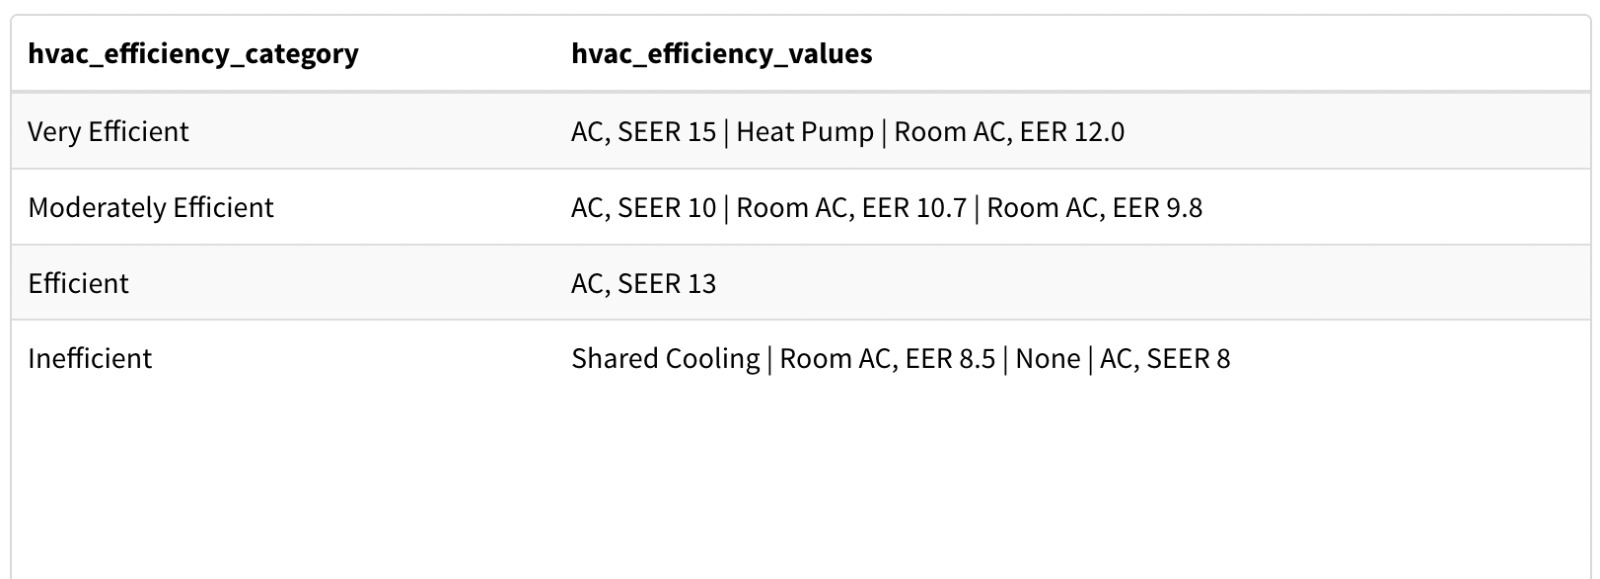 hvac_efficiency_category hvac_efficiency_values
Very Efficient AC, SEER 15 | Heat Pump | Room AC, EER 12.0
Moderately Efficient AC, SEER 10 | Room AC, EER 10.7 | Room AC, EER 9.8
Efficient AC, SEER 13
Inefficient Shared Cooling | Room AC, EER 8.5 | None | AC, SEER 8